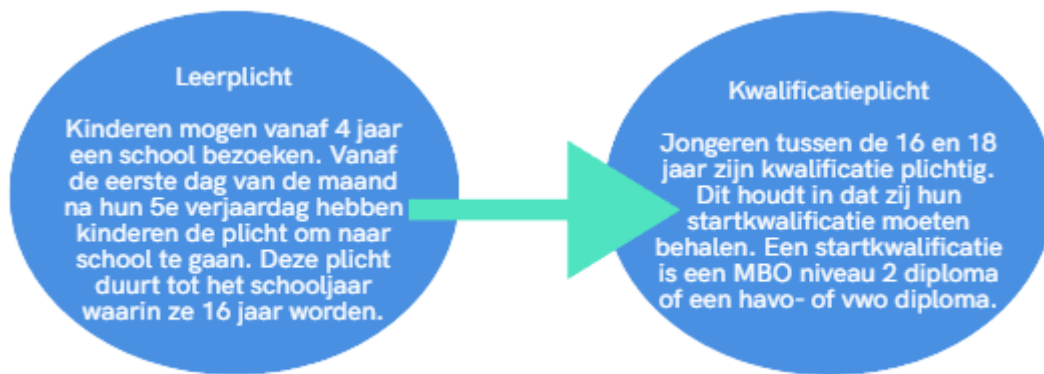 Leerplicht
Kinderen mogen vanaf 4 jaar
een school bezoeken. Vanaf
de eerste dag van de maand
na hun 5e verjaardag hebben
kinderen de plicht om naar
school te gaan. Deze plicht
duurt tot het schooljaar
waarin ze 16 jaar worden.
Kwalificatieplicht
Jongeren tussen de 16 en 18
jaar zijn kwalificatie plichtig.
Dit houdt in dat zij hun
startkwalificatie moeten
behalen. Een startkwalificatie
is een MBO niveau 2 diploma
of een havo- of vwo diploma.